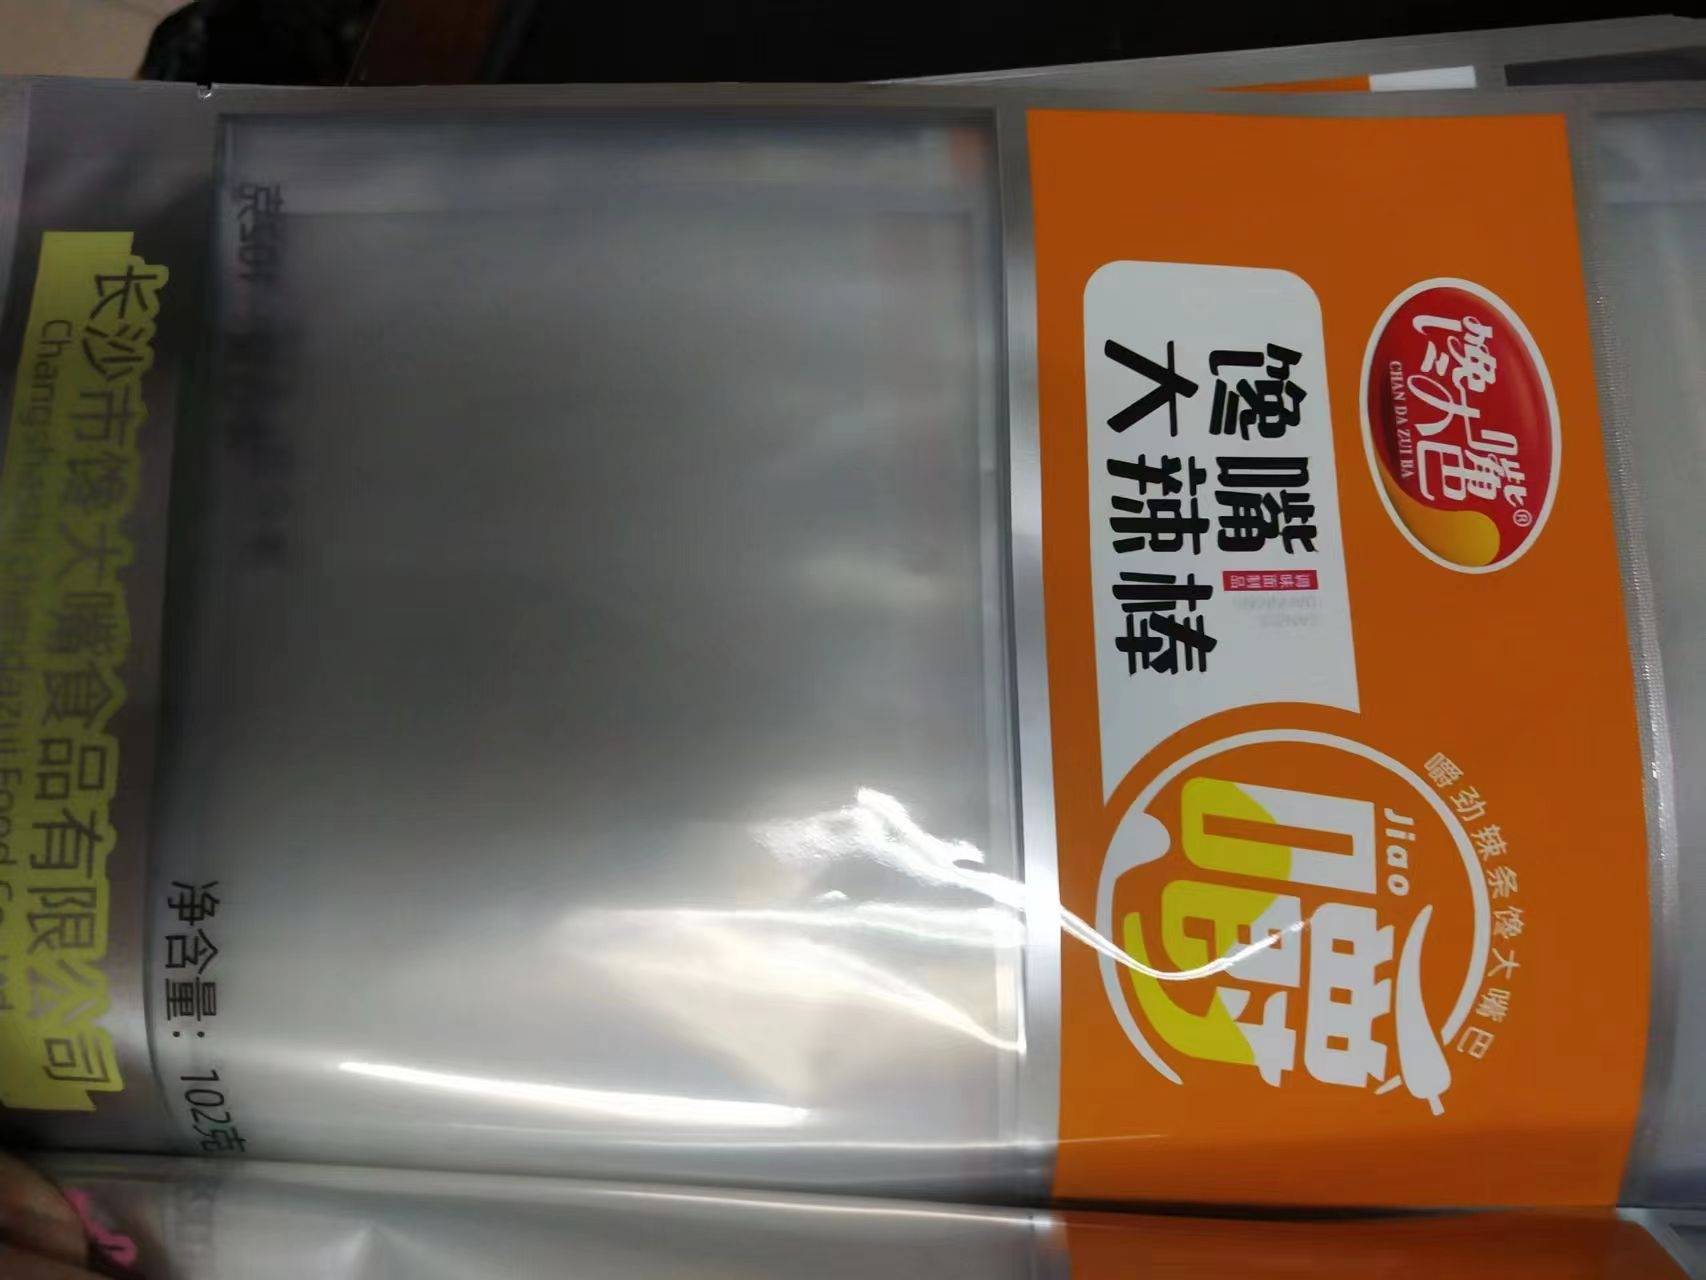 馋大嘴巴®
CHAN DA ZUI BA
馋嘴
调味面制品
大辣棒
嚼劲辣条馋大嘴巴
Jiao
嚼
净含量：102克
长沙市馋大嘴食品有限公司